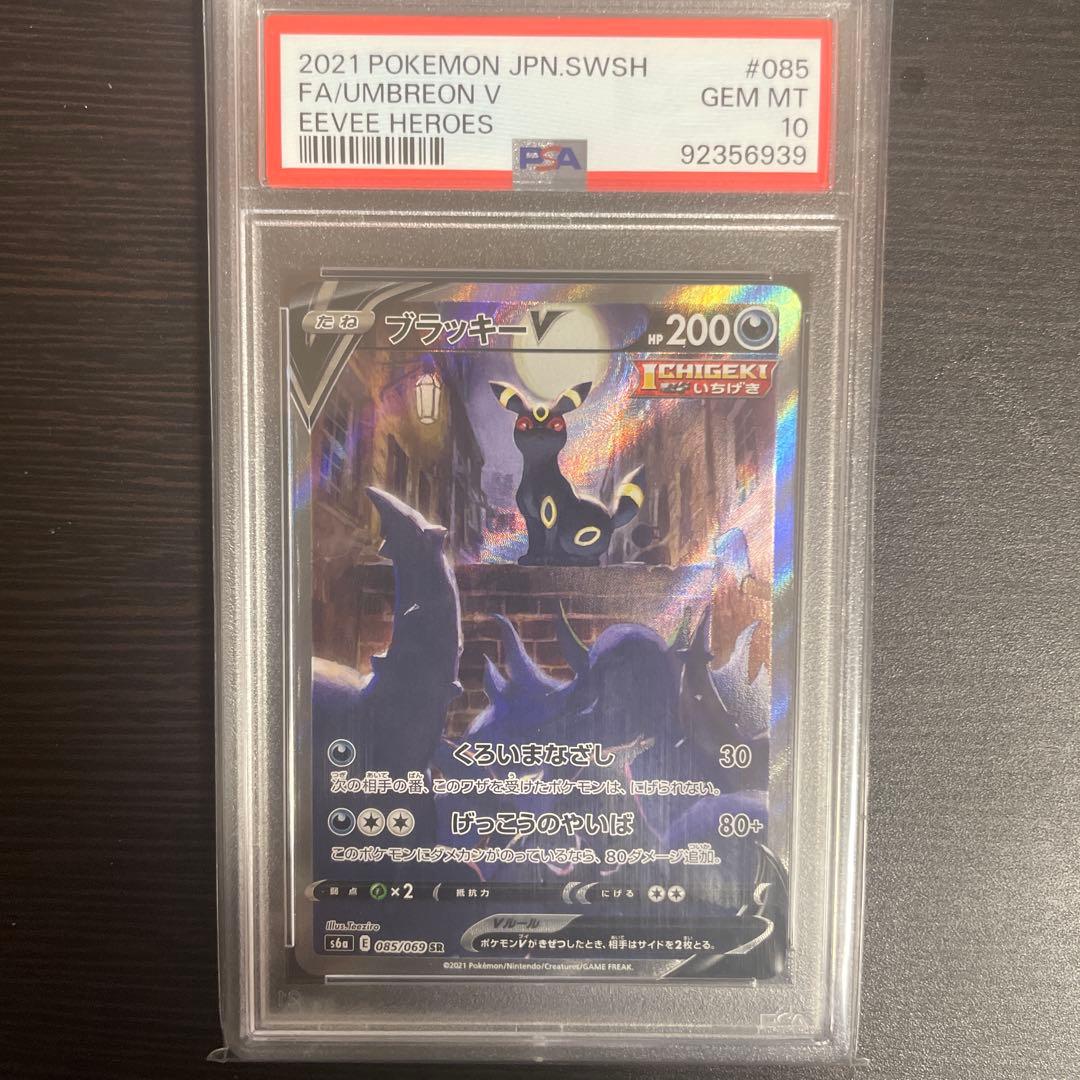 2021 POKEMON JPN.SWSH #085
FA/UMBREON V GEM MT
EEVEE HEROES 10
PSA 92356939
たね ブラッキーV HP 200
ICHIGEKI
いちげき
くろいまなざし 30
次の相手の番、このワザを受けたポケモンは、にげられない。
げっこうのやいば 80+
このポケモンにダメカンがのっているなら、80ダメージ追加。
弱点 ×2 抵抗力 にげる
Illus.Teeziro
Vルール
s6a E 085/069 SR ポケモンVがきぜつしたとき、相手はサイドを2枚とる。
©2021 Pokémon/Nintendo/Creatures/GAME FREAK.